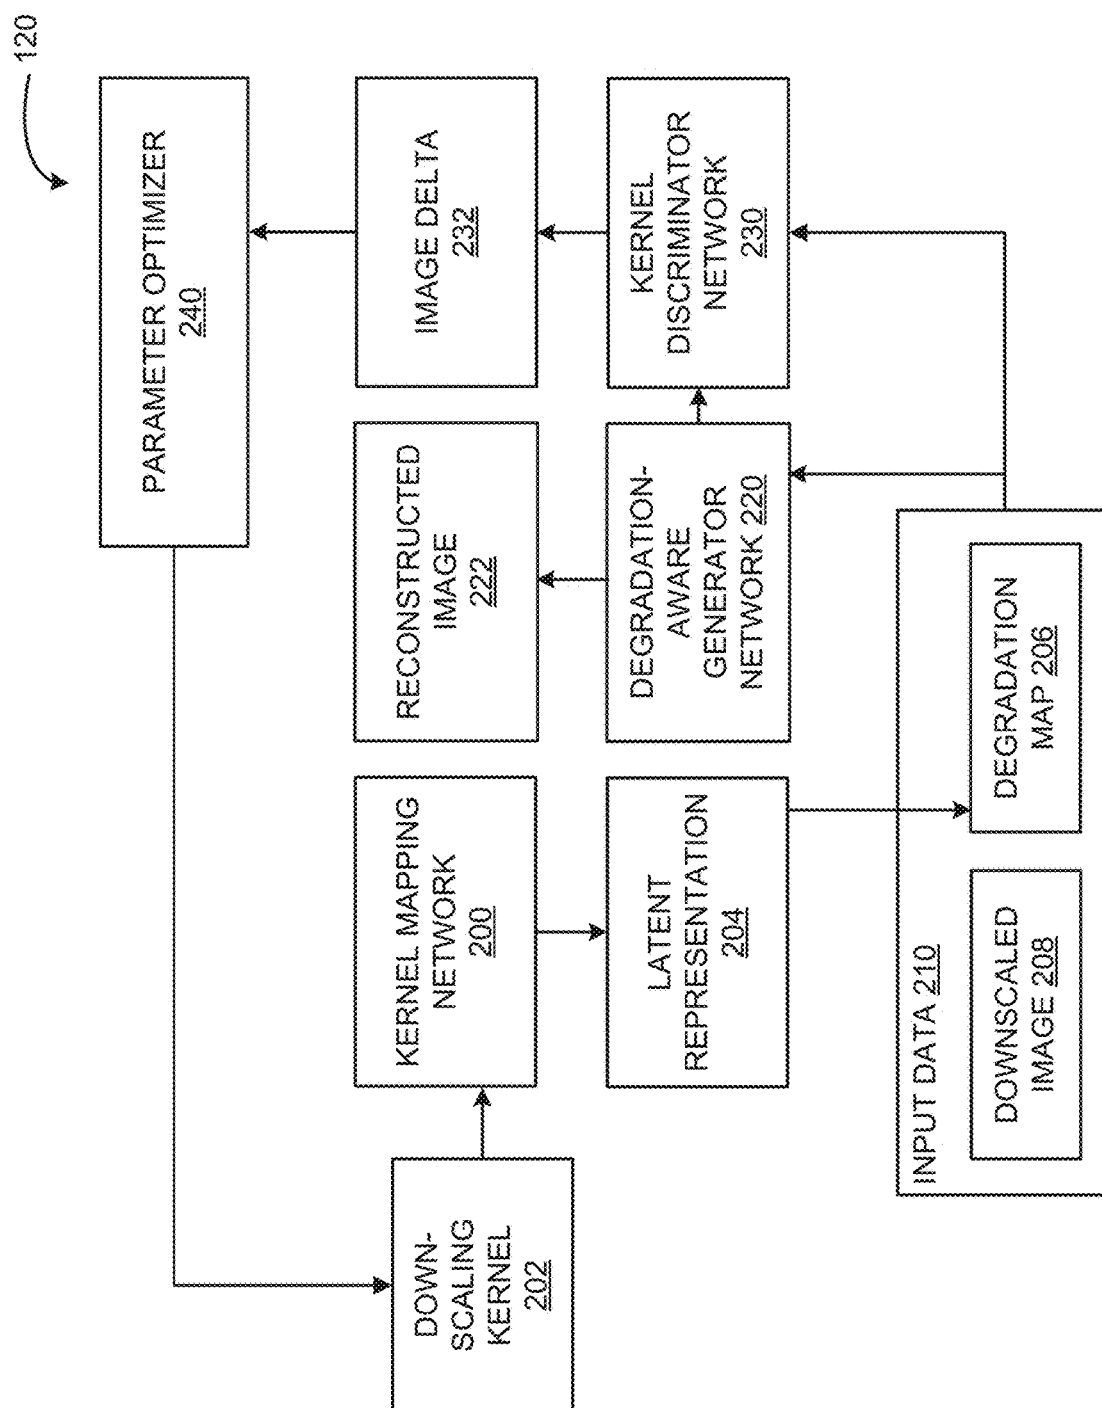 120
PARAMETER OPTIMIZER
240
DOWN-
SCALING
KERNEL
202
KERNEL MAPPING
NETWORK
200
RECONSTRUCTED
IMAGE
222
IMAGE DELTA
232
LATENT
REPRESENTATION
204
DEGRADATION-
AWARE
GENERATOR
NETWORK 220
KERNEL
DISCRIMINATOR
NETWORK
230
INPUT DATA 210
DOWNSCALED
IMAGE 208
DEGRADATION
MAP 206